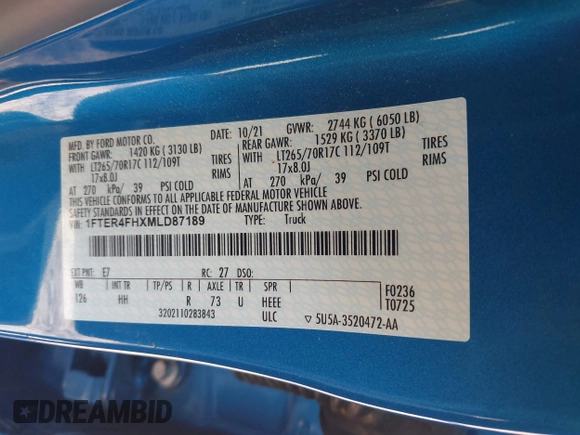 MFD. BY FORD MOTOR CO. DATE: 10/21 GVWR: 2744 KG ( 6050 LB)
FRONT GAWR: 1420 KG ( 3130 LB) REAR GAWR: 1529 KG ( 3370 LB)
WITH LT265/70R17C 112/109T TIRES WITH LT265/70R17C 112/109T TIRES
17x8.0J RIMS 17x8.0J RIMS
AT 270 kPa/ 39 PSI COLD AT 270 kPa/ 39 PSI COLD
THIS VEHICLE CONFORMS TO ALL APPLICABLE FEDERAL MOTOR VEHICLE
SAFETY STANDARDS IN EFFECT ON THE DATE OF MANUFACTURE SHOWN ABOVE.
VIN: 1FTER4FHXMLD87189 TYPE: Truck
EXT PNT: E7 RC: 27 DSO:
WB INT TR TP/PS R AXLE TR SPR
126 HH R 73 U HEEE
F0236
T0725
3202110283843 ULC ▽ 5U5A-3520472-AA
DREAMBID